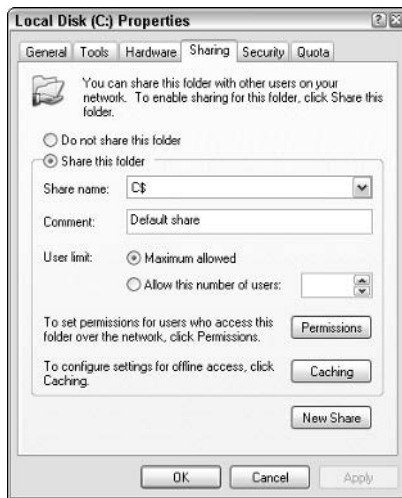 Local Disk (C:) Properties
General Tools Hardware Sharing Security Quota
You can share this folder with other users on your
network. To enable sharing for this folder, click Share this
folder.
Do not share this folder
Share this folder
Share name: C$
Comment: Default share
User limit: Maximum allowed
Allow this number of users:
To set permissions for users who access this
folder over the network, click Permissions.
Permissions
To configure settings for offline access, click
Caching.
Caching
New Share
OK Cancel Apply